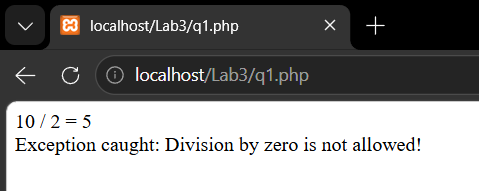 localhost/Lab3/q1.php
localhost/Lab3/q1.php
10 / 2 = 5
Exception caught: Division by zero is not allowed!